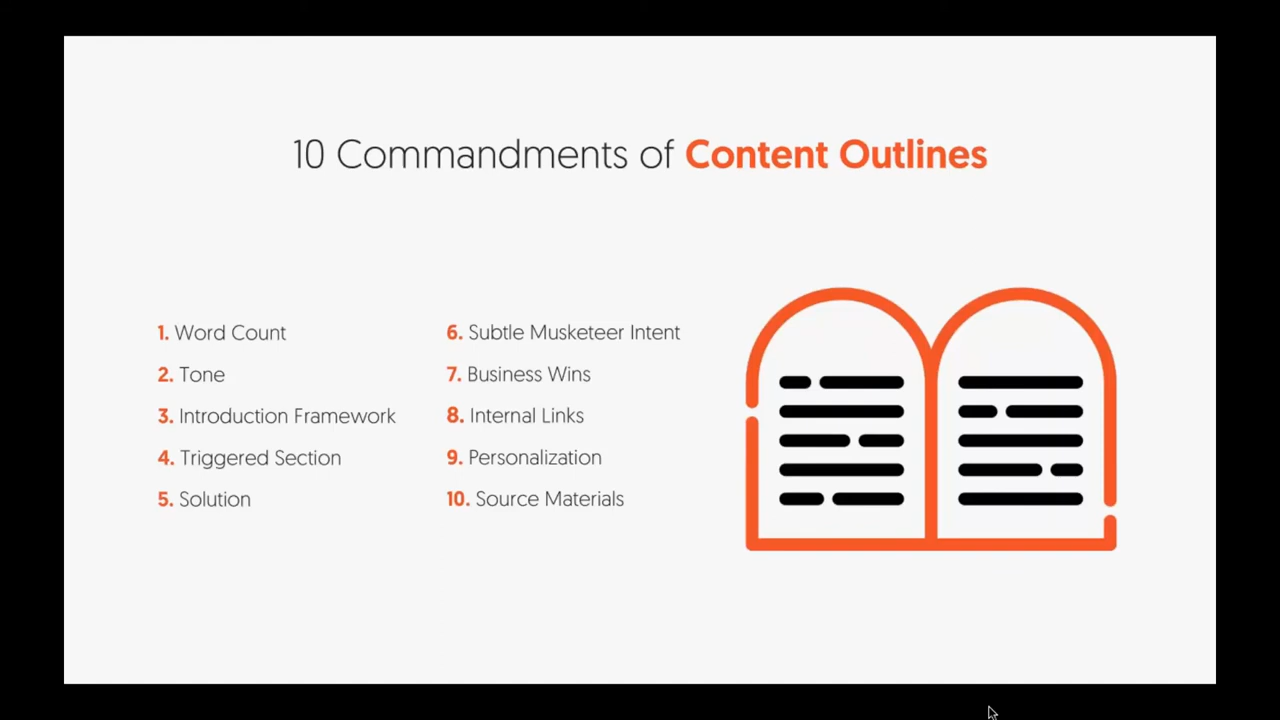 10 Commandments of Content Outlines
1. Word Count
2. Tone
3. Introduction Framework
4. Triggered Section
5. Solution
6. Subtle Musketeer Intent
7. Business Wins
8. Internal Links
9. Personalization
10. Source Materials